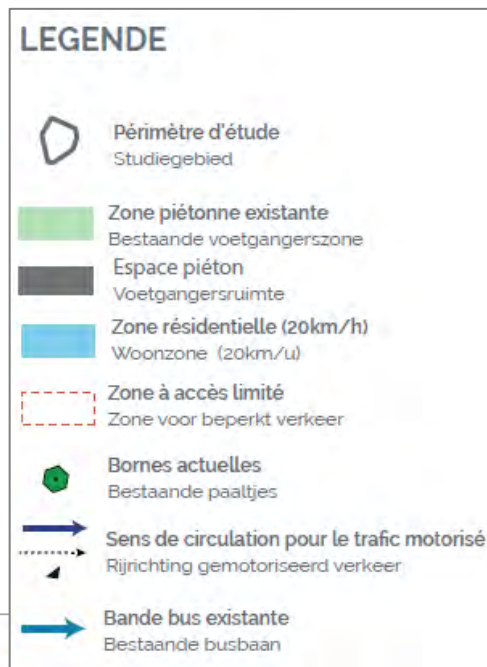 LEGENDE
Périmètre d'étude
Studiegebied
Zone piétonne existante
Bestaande voetgangerszone
Espace piéton
Voetgangersruimte
Zone résidentielle (20km/h)
Woonzone (20km/u)
Zone à accès limité
Zone voor beperkt verkeer
Bornes actuelles
Bestaande paaltjes
Sens de circulation pour le trafic motorisé
Rijrichting gemotoriseerd verkeer
Bande bus existante
Bestaande busbaan